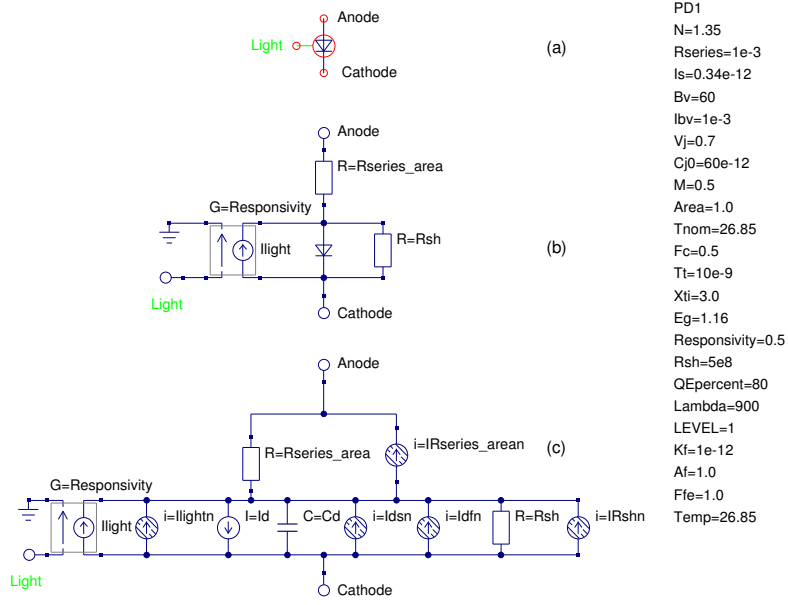 Anode
Light
(a)
Cathode
Anode
R=Rseries_area
G=Responsivity
Ilight
R=Rsh
(b)
Light
Cathode
Anode
i=IRseries_arean
R=Rseries_area
(c)
G=Responsivity
Ilight
i=Ilightn
I=Id
C=Cd
i=Idsn
i=Idfn
R=Rsh
i=IRshn
Light
Cathode
PD1
N=1.35
Rseries=1e-3
Is=0.34e-12
Bv=60
Ibv=1e-3
Vj=0.7
Cj0=60e-12
M=0.5
Area=1.0
Tnom=26.85
Fc=0.5
Tt=10e-9
Xti=3.0
Eg=1.16
Responsivity=0.5
Rsh=5e8
QEpercent=80
Lambda=900
LEVEL=1
Kf=1e-12
Af=1.0
Ffe=1.0
Temp=26.85